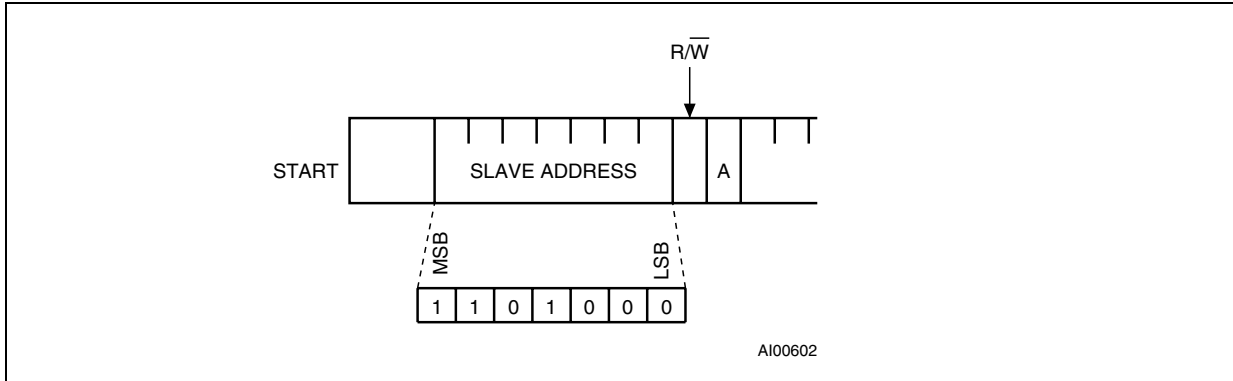 R/W̅
START
SLAVE ADDRESS
A
MSB
LSB
1 1 0 1 0 0 0
AI00602